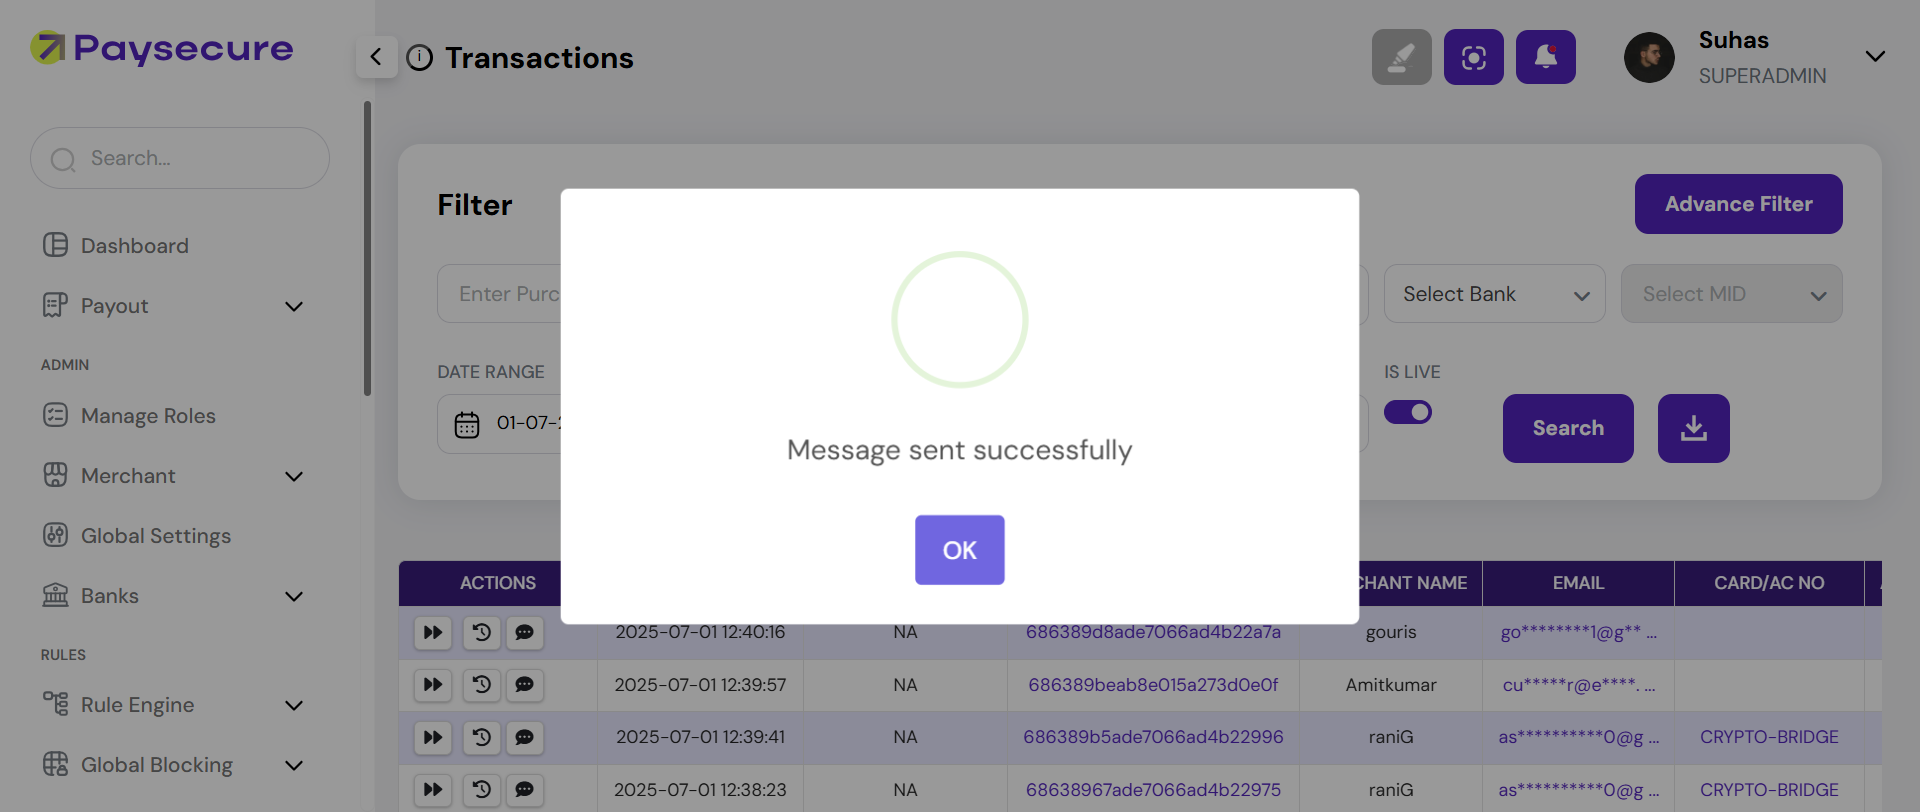 Paysecure
Transactions
Suhas
SUPERADMIN
Search...
Dashboard
Payout
ADMIN
Manage Roles
Merchant
Global Settings
Banks
RULES
Rule Engine
Global Blocking
Filter
Advance Filter
Enter Purc
Select Bank
Select MID
DATE RANGE
IS LIVE
01-07-
Search
Message sent successfully
OK
ACTIONS CHANT NAME EMAIL CARD/AC NO
2025-07-01 12:40:16 NA 686389d8ade7066ad4b22a7a gouris go********1@g** ...
2025-07-01 12:39:57 NA 686389beab8e015a273d0e0f Amitkumar cu*****r@e****. ...
2025-07-01 12:39:41 NA 686389b5ade7066ad4b22996 raniG as**********0@g ... CRYPTO-BRIDGE
2025-07-01 12:38:23 NA 68638967ade7066ad4b22975 raniG as**********0@g ... CRYPTO-BRIDGE